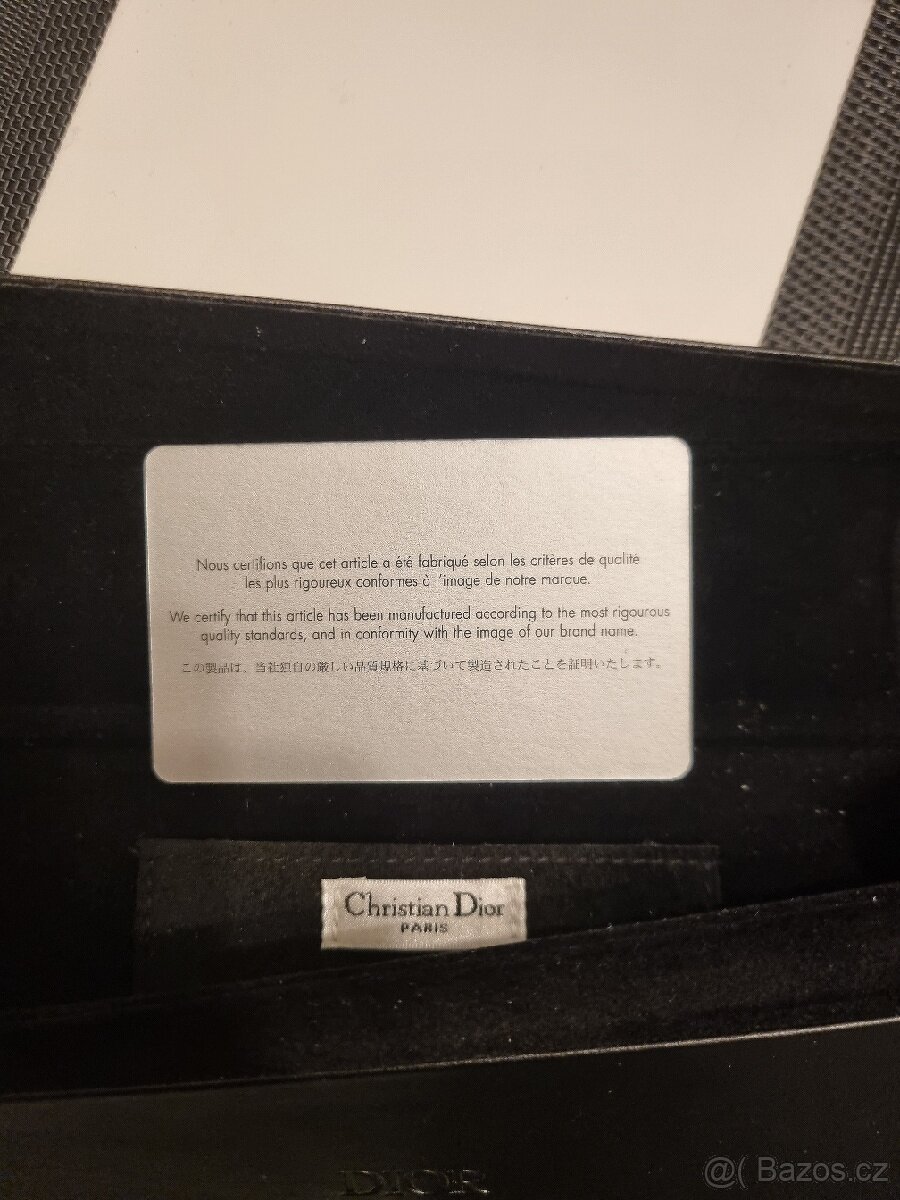 Nous certifions que cet article a été fabriqué selon les critères de qualité
les plus rigoureux conformes à l'image de notre marque.
We certify that this article has been manufactured according to the most rigourous
quality standards, and in conformity with the image of our brand name.
この製品は、当社独自の厳しい品質規格に基づいて製造されたことを証明いたします。
Christian Dior
PARIS
DIOR
@( Bazos.cz